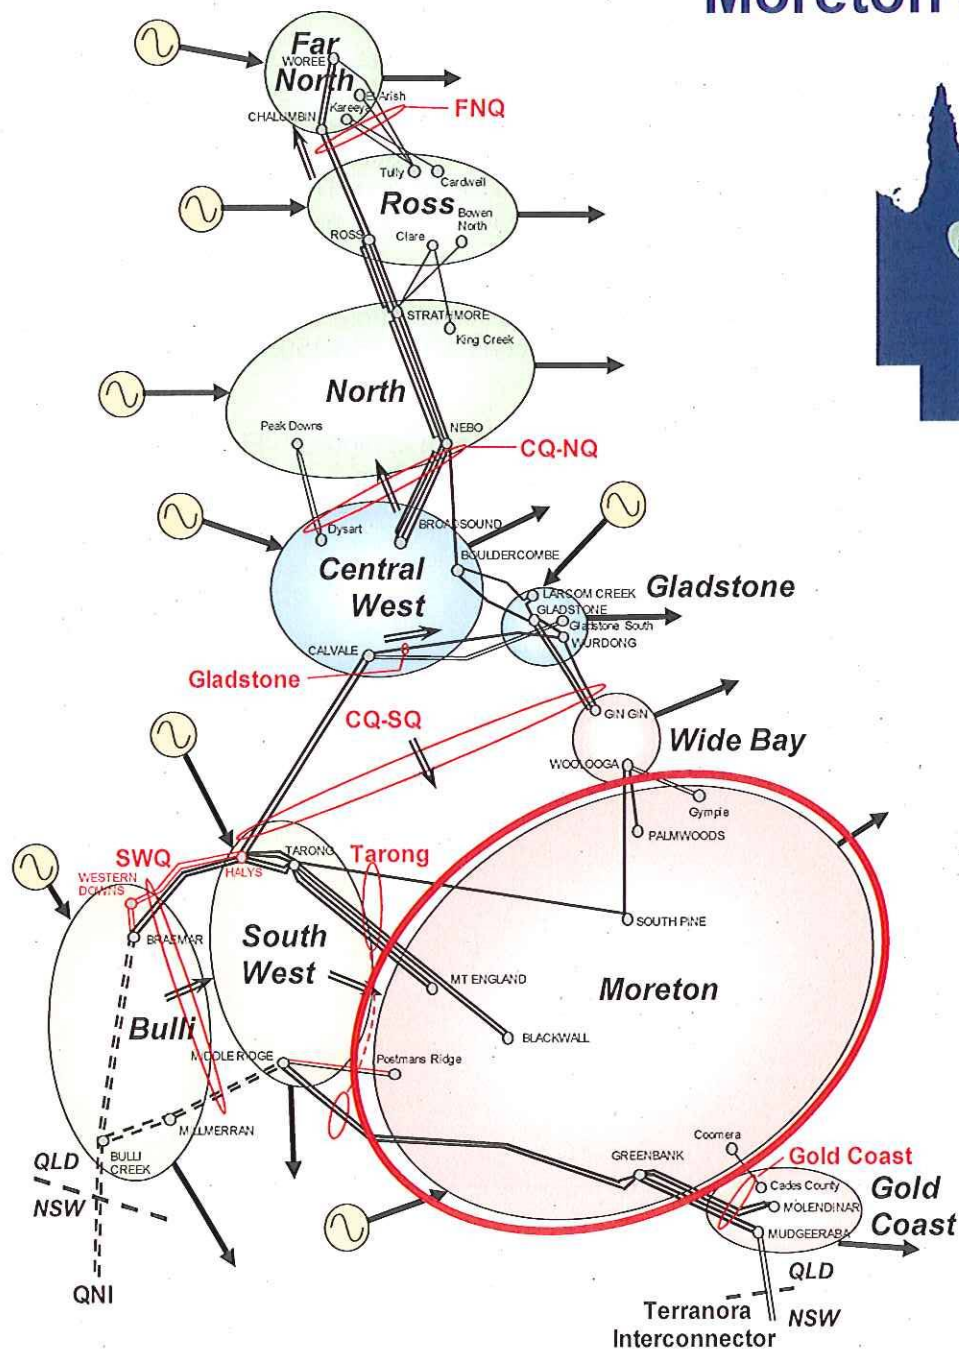 Moreton
Far
North
WOREE
El Arish
Kareeya
CHALUMBIN
FNQ
Tully
Cardwell
Ross
Bowen
North
ROSS
Clare
STRATHMORE
King Creek
North
Peak Downs
NEBO
CQ-NQ
Dysart
BROADSOUND
BOULDERCOMBE
Central
West
LARCOM CREEK
Gladstone
GLADSTONE
Gladstone South
WURDONG
CALVALE
Gladstone
CQ-SQ
GIN GIN
Wide Bay
WOOLOOGA
Gympie
PALMWOODS
SWQ
WESTERN
DOWNS
HALYS
TARONG
Tarong
SOUTH PINE
BRAEMAR
South
West
MT ENGLAND
Moreton
Bulli
BLACKWALL
MIDDLE RIDGE
Postmans Ridge
MILLMERRAN
BULLI
CREEK
QLD
NSW
QNI
Coomera
GREENBANK
Gold Coast
Cades County
MOLENDINAR
MUDGEERABA
Gold
Coast
QLD
NSW
Terranora
Interconnector